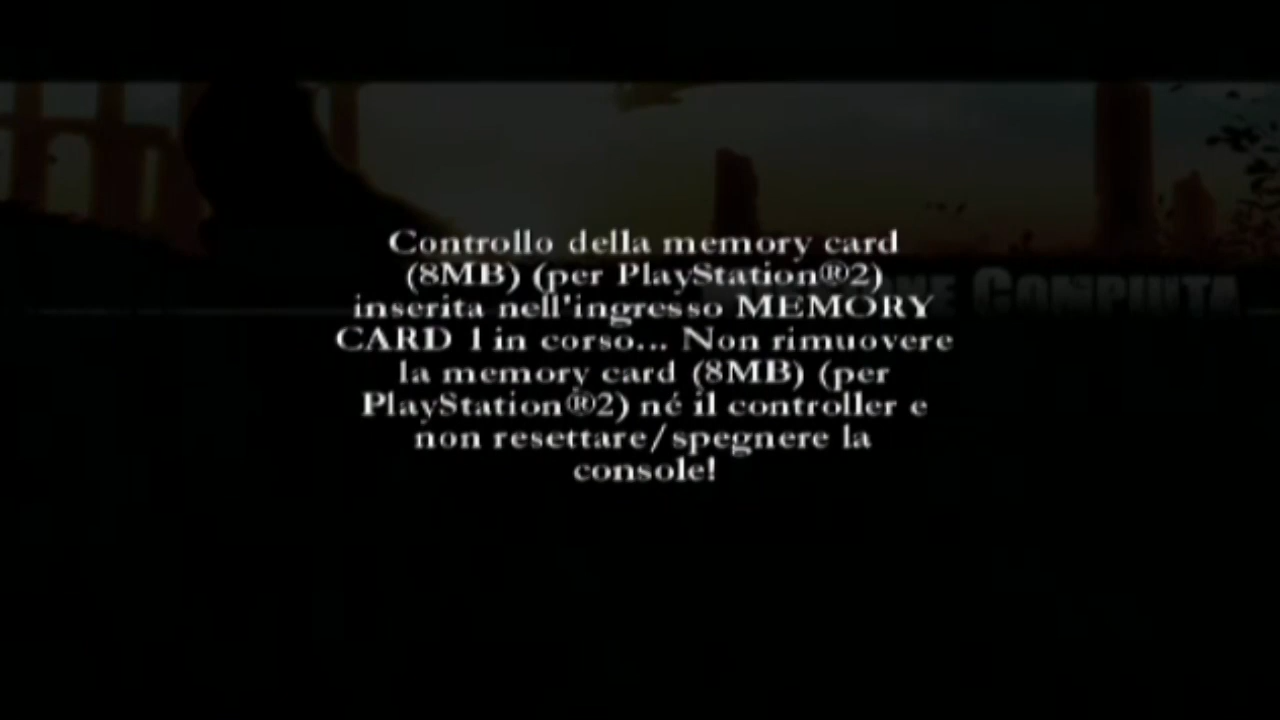 Controllo della memory card
(8MB) (per PlayStation®2)
inserita nell'ingresso MEMORY
CARD 1 in corso... Non rimuovere
la memory card (8MB) (per
PlayStation®2) né il controller e
non resettare/spegnere la
console!
Compiuta